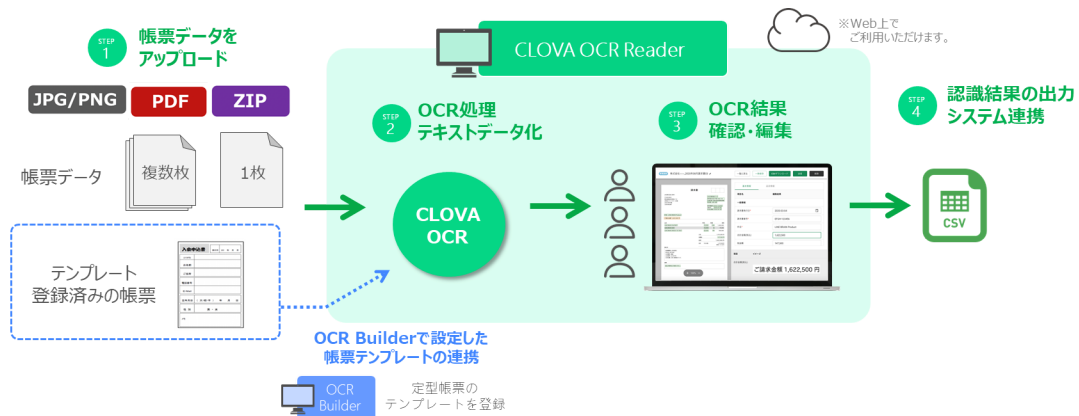 STEP
1
帳票データを
アップロード
CLOVA OCR Reader
※Web上で
ご利用いただけます。
JPG/PNG
PDF
ZIP
STEP
2
OCR処理
テキストデータ化
STEP
3
OCR結果
確認・編集
STEP
4
認識結果の出力
システム連携
帳票データ
複数枚
1枚
CLOVA
OCR
CSV
ご請求金額 1,622,500 円
テンプレート
登録済みの帳票
入会申込書
OCR Builderで設定した
帳票テンプレートの連携
OCR
Builder
定型帳票の
テンプレートを登録